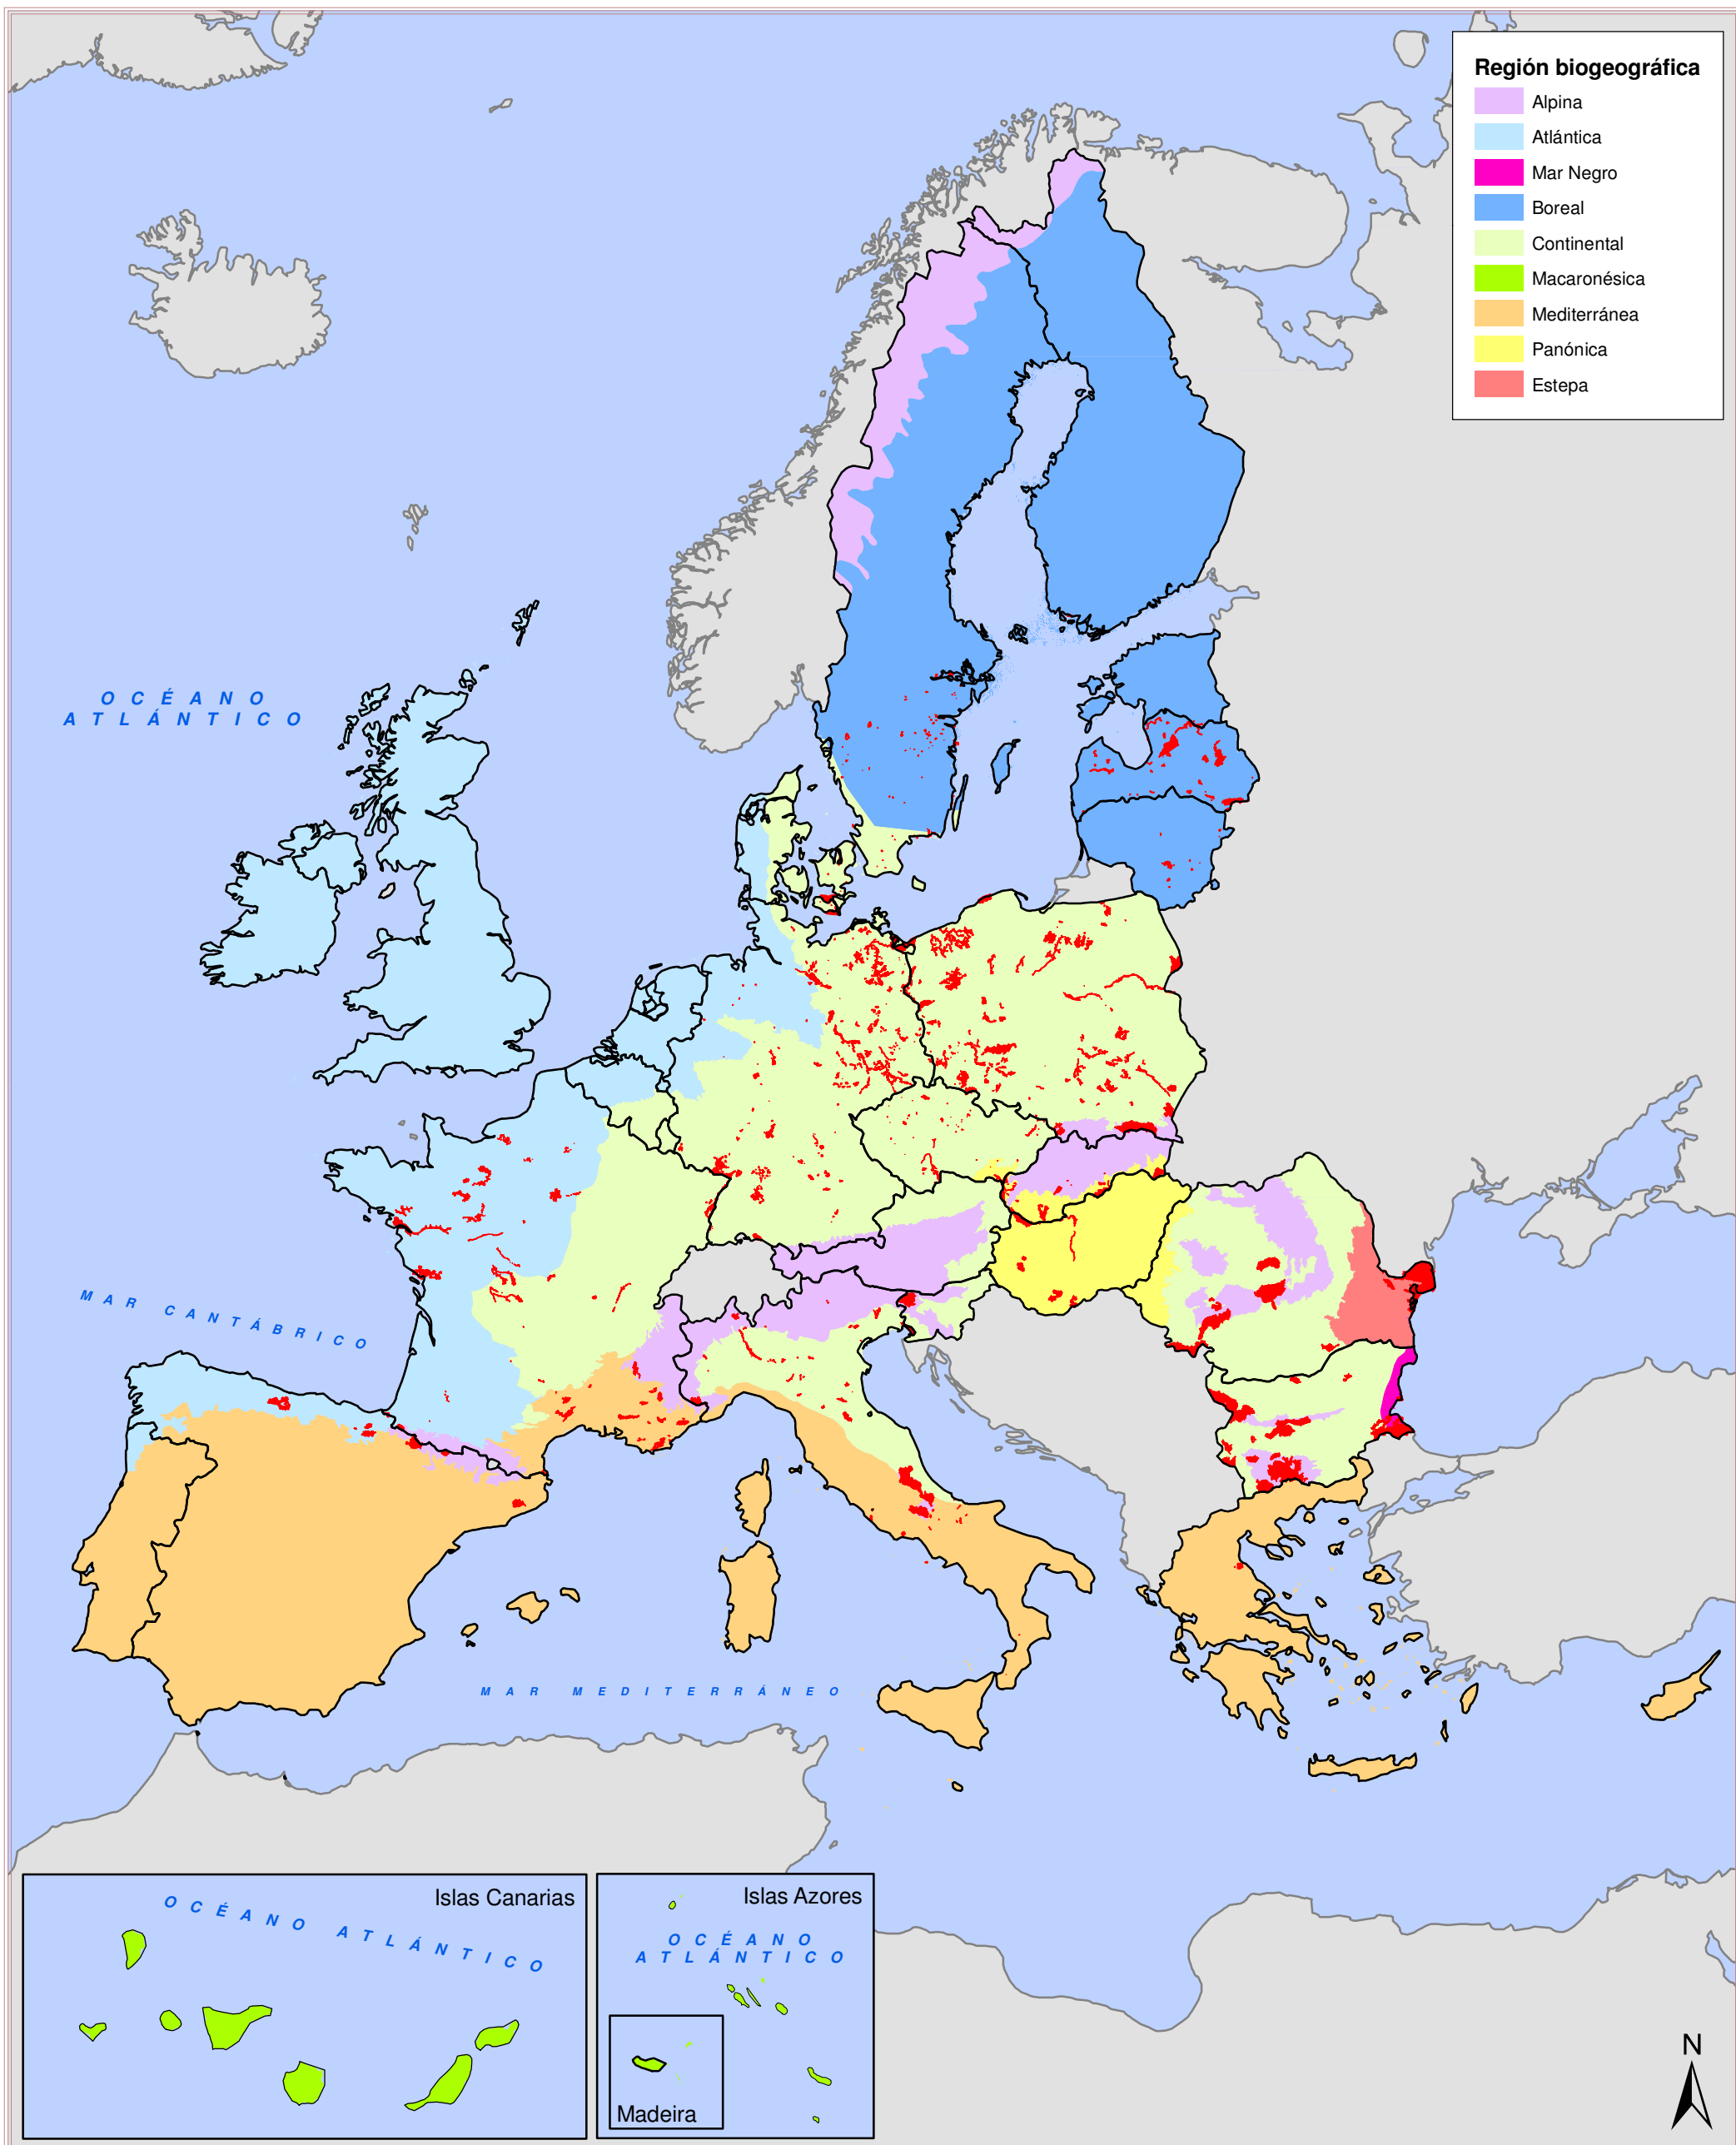 Región biogeográfica
Alpina
Atlántica
Mar Negro
Boreal
Continental
Macaronésica
Mediterránea
Panónica
Estepa
OCÉANO
ATLÁNTICO
MAR CANTÁBRICO
MAR MEDITERRÁNEO
Islas Canarias
OCÉANO ATLÁNTICO
Islas Azores
OCÉANO
ATLÁNTICO
Madeira
N